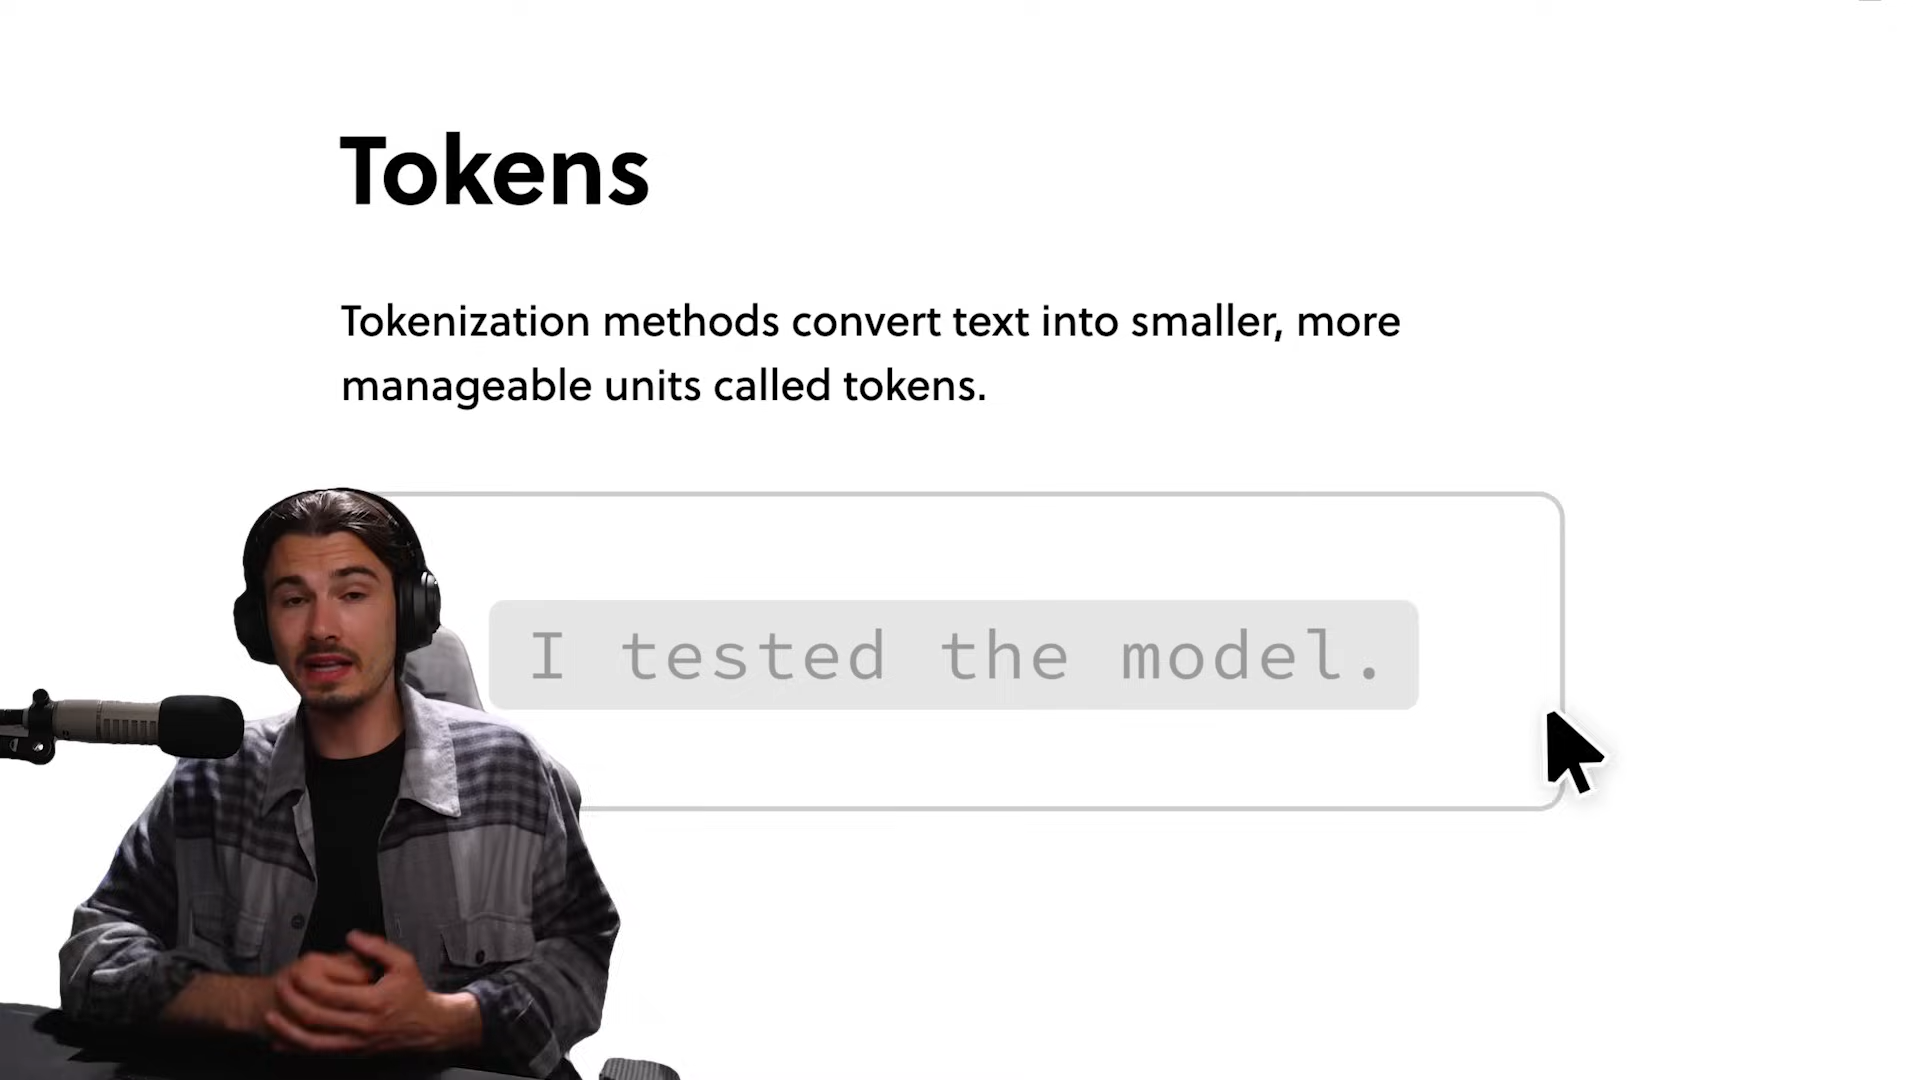 Tokens
Tokenization methods convert text into smaller, more
manageable units called tokens.
I tested the model.